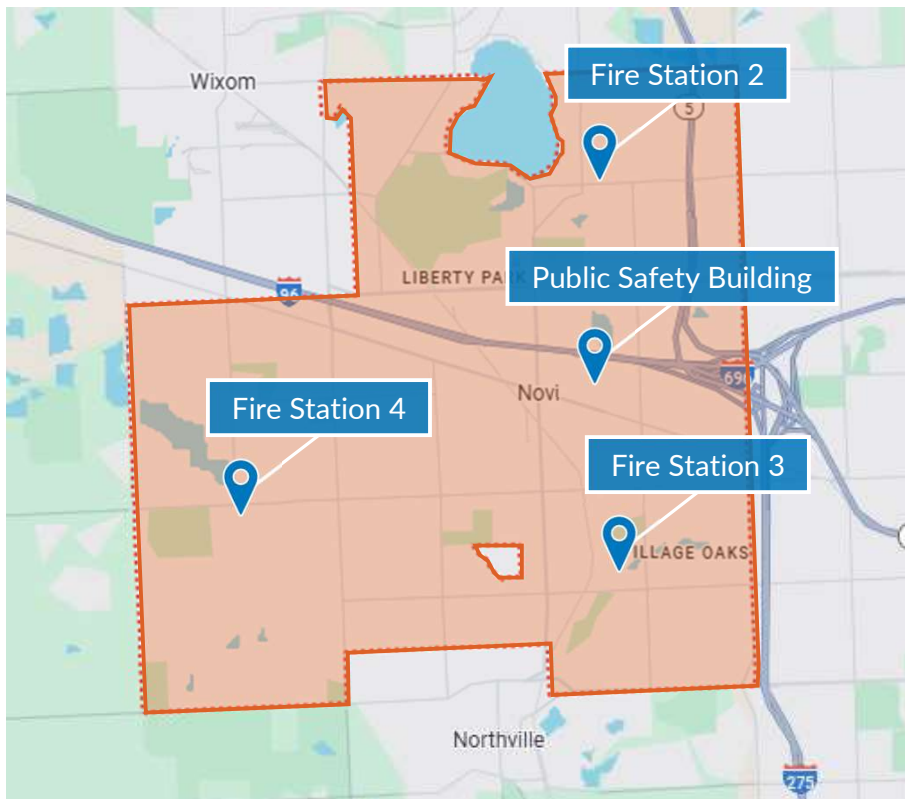 Wixom
Fire Station 2
5
LIBERTY PARK
Public Safety Building
96
696
Novi
Fire Station 4
Fire Station 3
ILLAGE OAKS
Northville
275